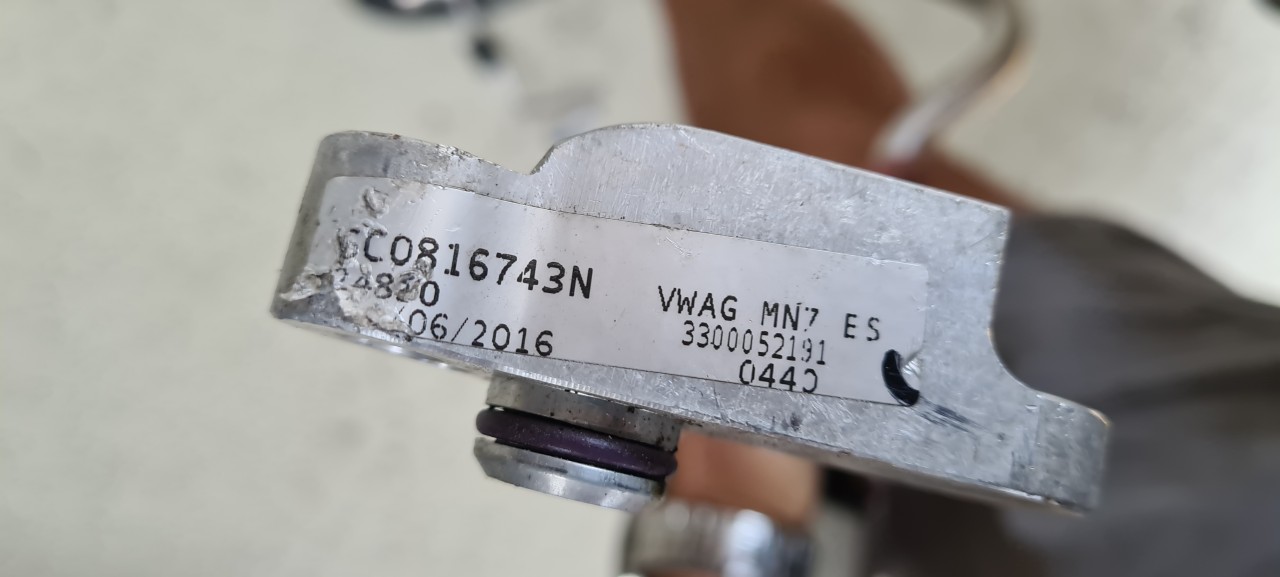 C0816743N
/06/2016
VWAG MN7 ES
3300052191